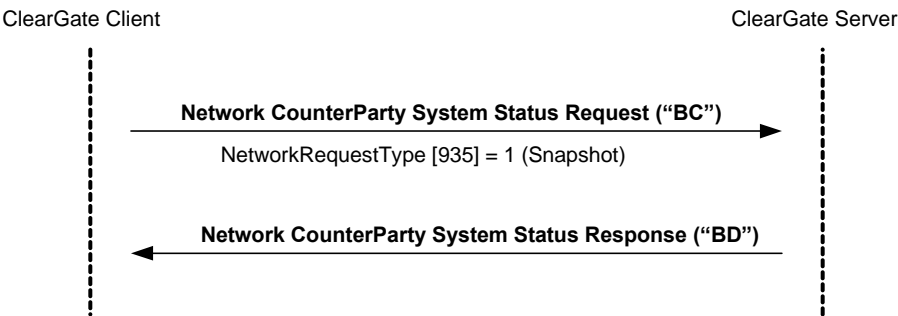 ClearGate Client
ClearGate Server
Network CounterParty System Status Request (“BC”)
NetworkRequestType [935] = 1 (Snapshot)
Network CounterParty System Status Response (“BD”)